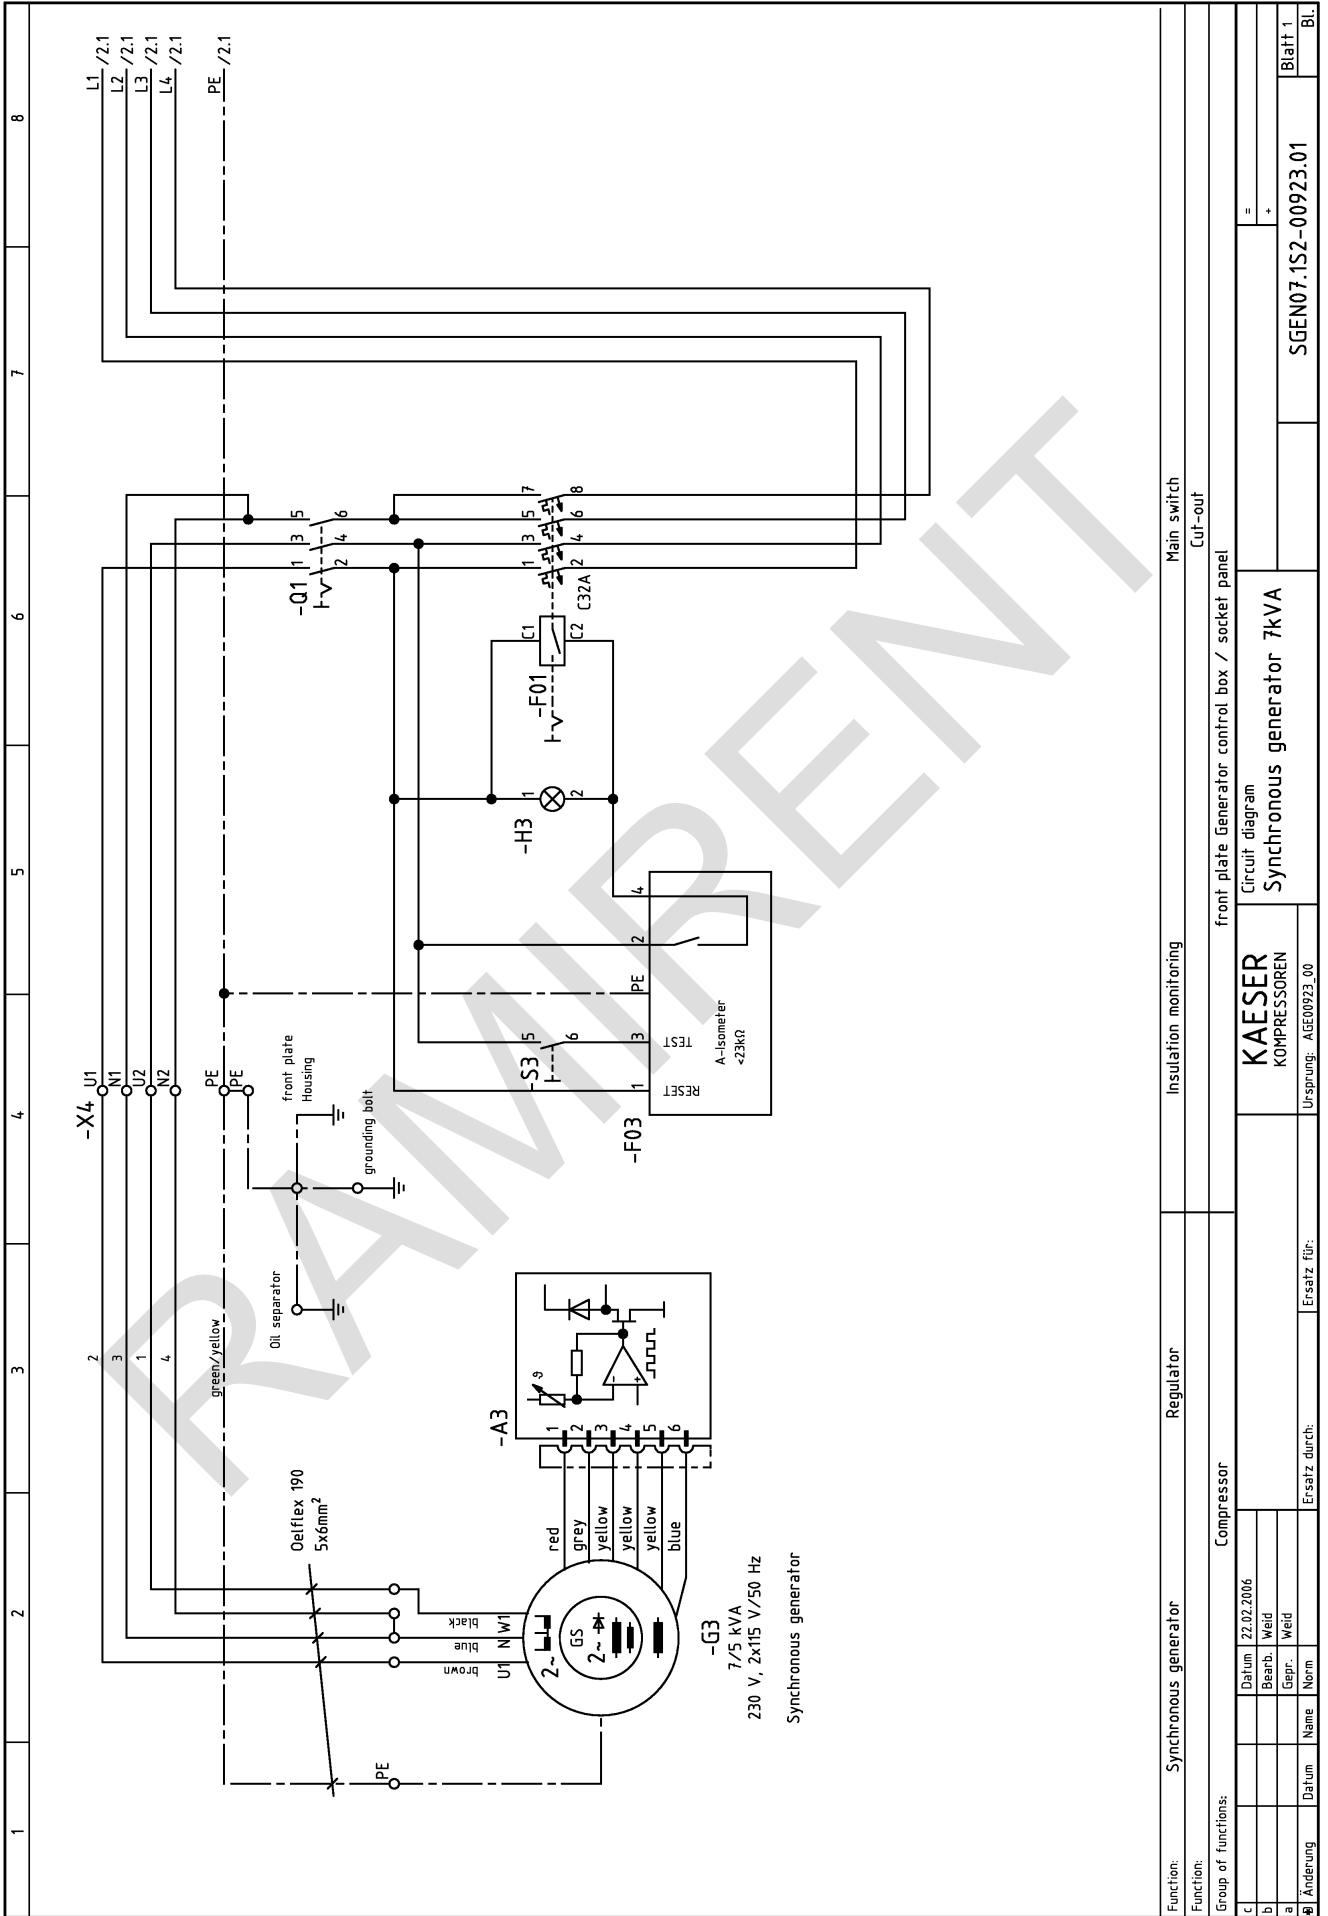 1 2 3 4 5 6 7 8
L1 /2.1
L2 /2.1
L3 /2.1
L4 /2.1
PE /2.1
-X4
U1
N1
U2
N2
PE
PE
2
3
1
4
green/yellow
Oelflex 190
5x6mm²
Oil separator
front plate
Housing
grounding bolt
PE
brown
blue
black
U1 N W1
2~
GS
2~
-G3
7/5 kVA
230 V, 2x115 V/50 Hz
Synchronous generator
red
grey
yellow
yellow
yellow
blue
-A3
1
2
3
4
5
6
ϑ
-
+
-Q1
1 3 5
2 4 6
-S3
5
6
-F03
1 3 PE 2 4
RESET
TEST
A-Isometer
<23kΩ
-H3
1
2
-F01
C1
C2
C32A
1 3 5 7
2 4 6 8
RAMIRENT
Function: Synchronous generator Regulator Insulation monitoring Main switch
Function: Cut-out
Group of functions: Compressor front plate Generator control box / socket panel
c
b
a
Änderung Datum Name
Datum 22.02.2006
Bearb. Weid
Gepr. Weid
Norm
Ersatz durch: Ersatz für:
KAESER
KOMPRESSOREN
Ursprung: AGE00923_00
Circuit diagram
Synchronous generator 7kVA
=
+
SGEN07.1S2-00923.01
Blatt 1
Bl.